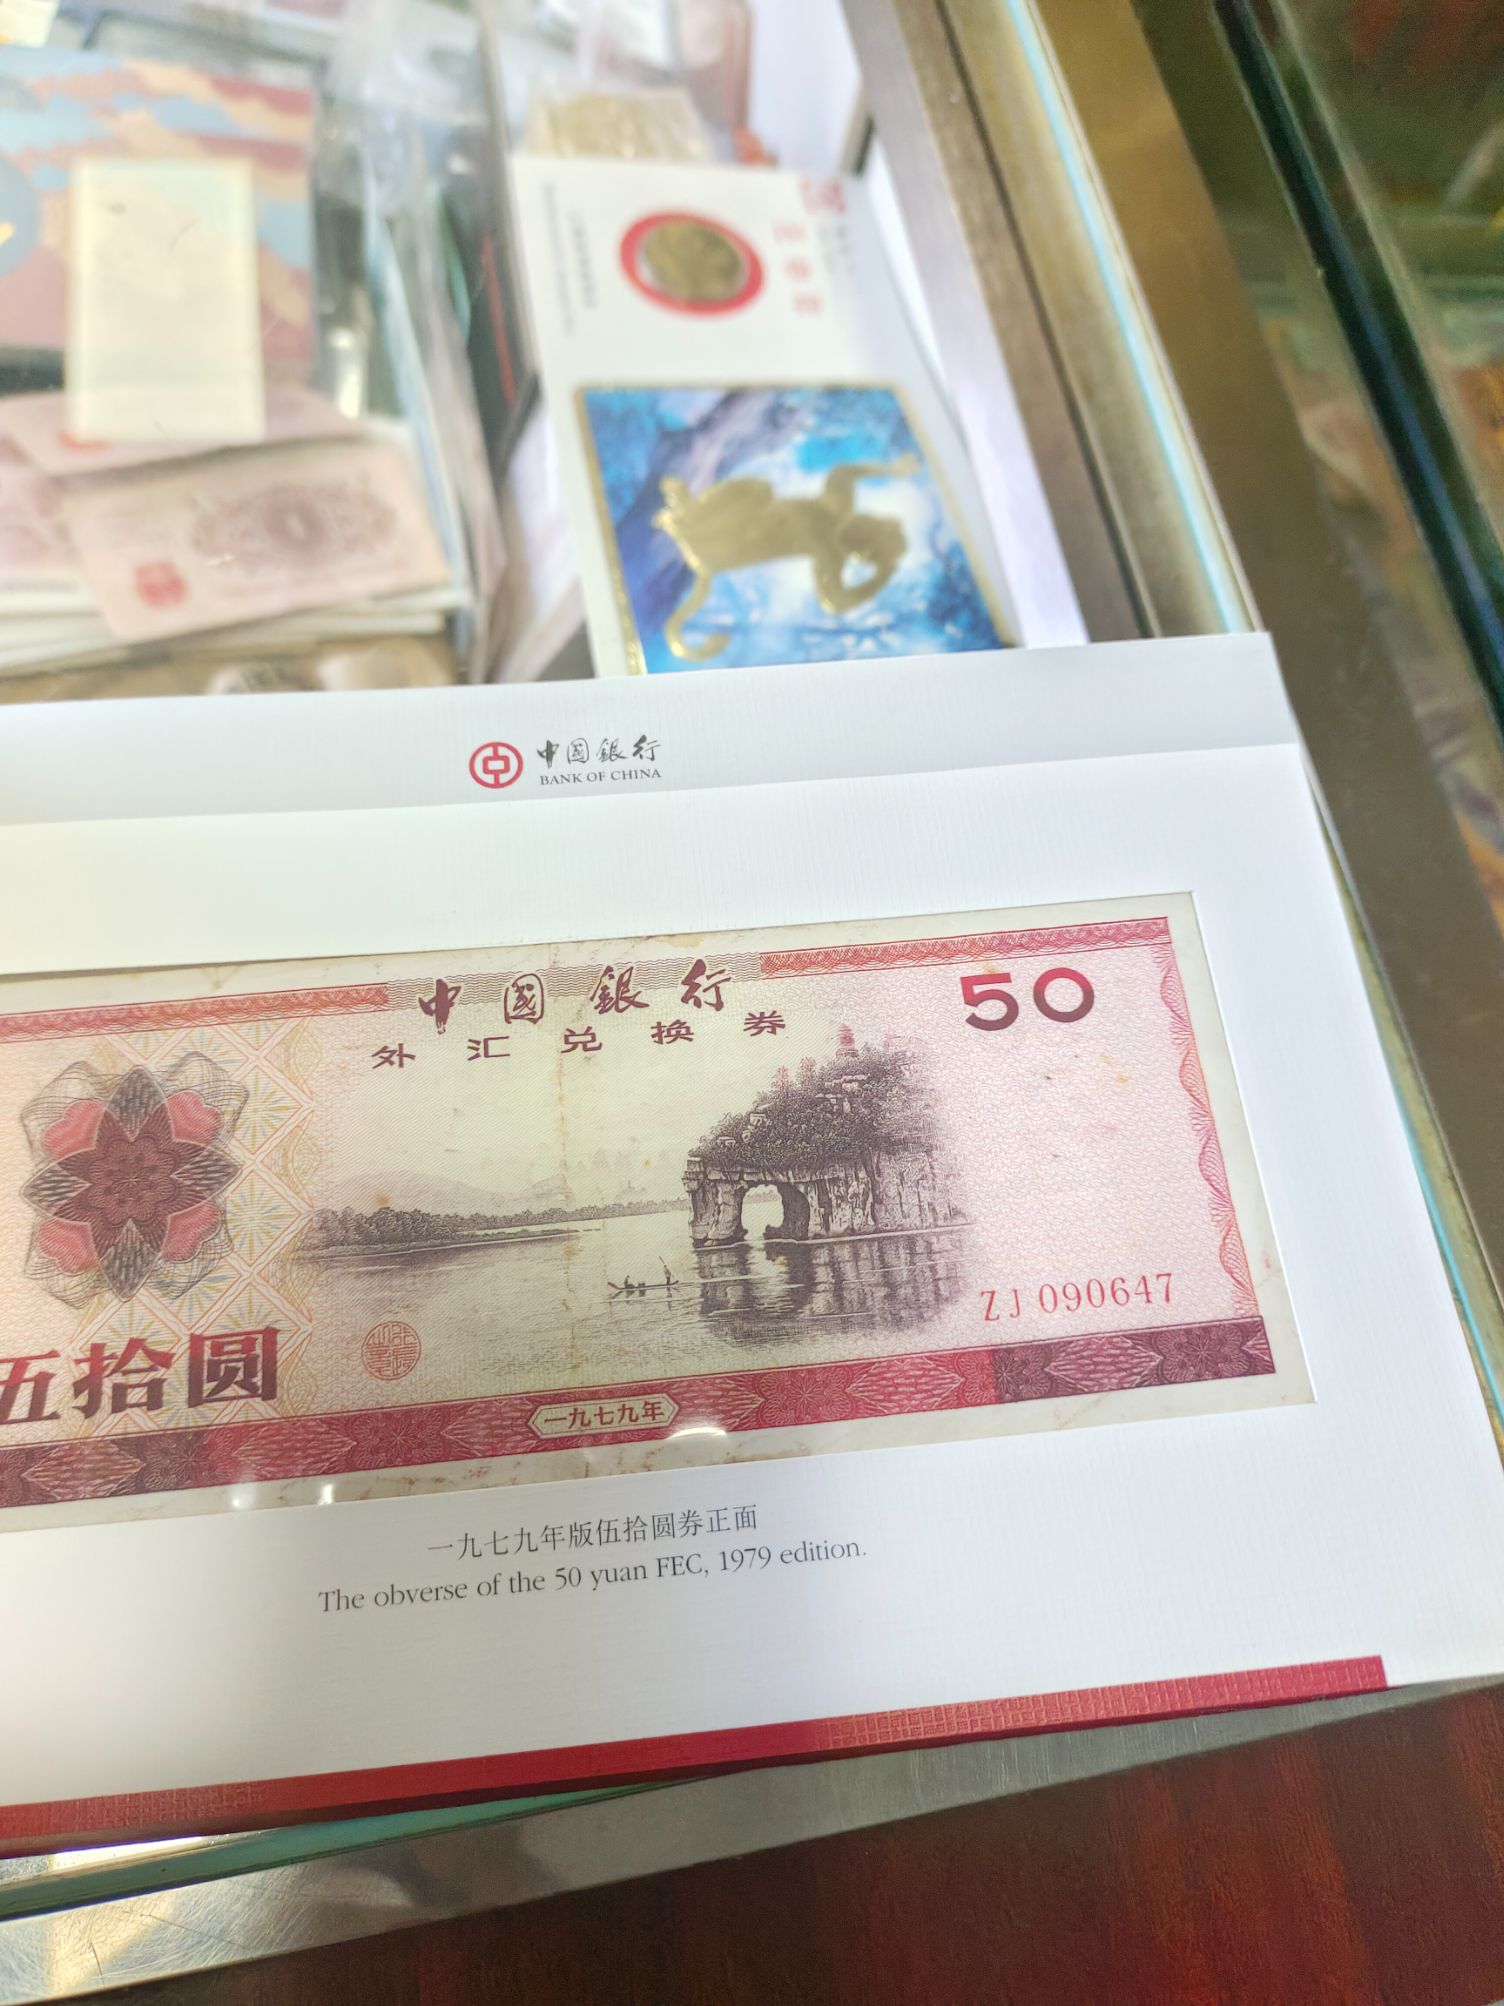 中国銀行
BANK OF CHINA
中国銀行
50
外汇兑换券
ZJ 090647
伍拾圆
一九七九年
一九七九年版伍拾圆券正面
The obverse of the 50 yuan FEC, 1979 edition.